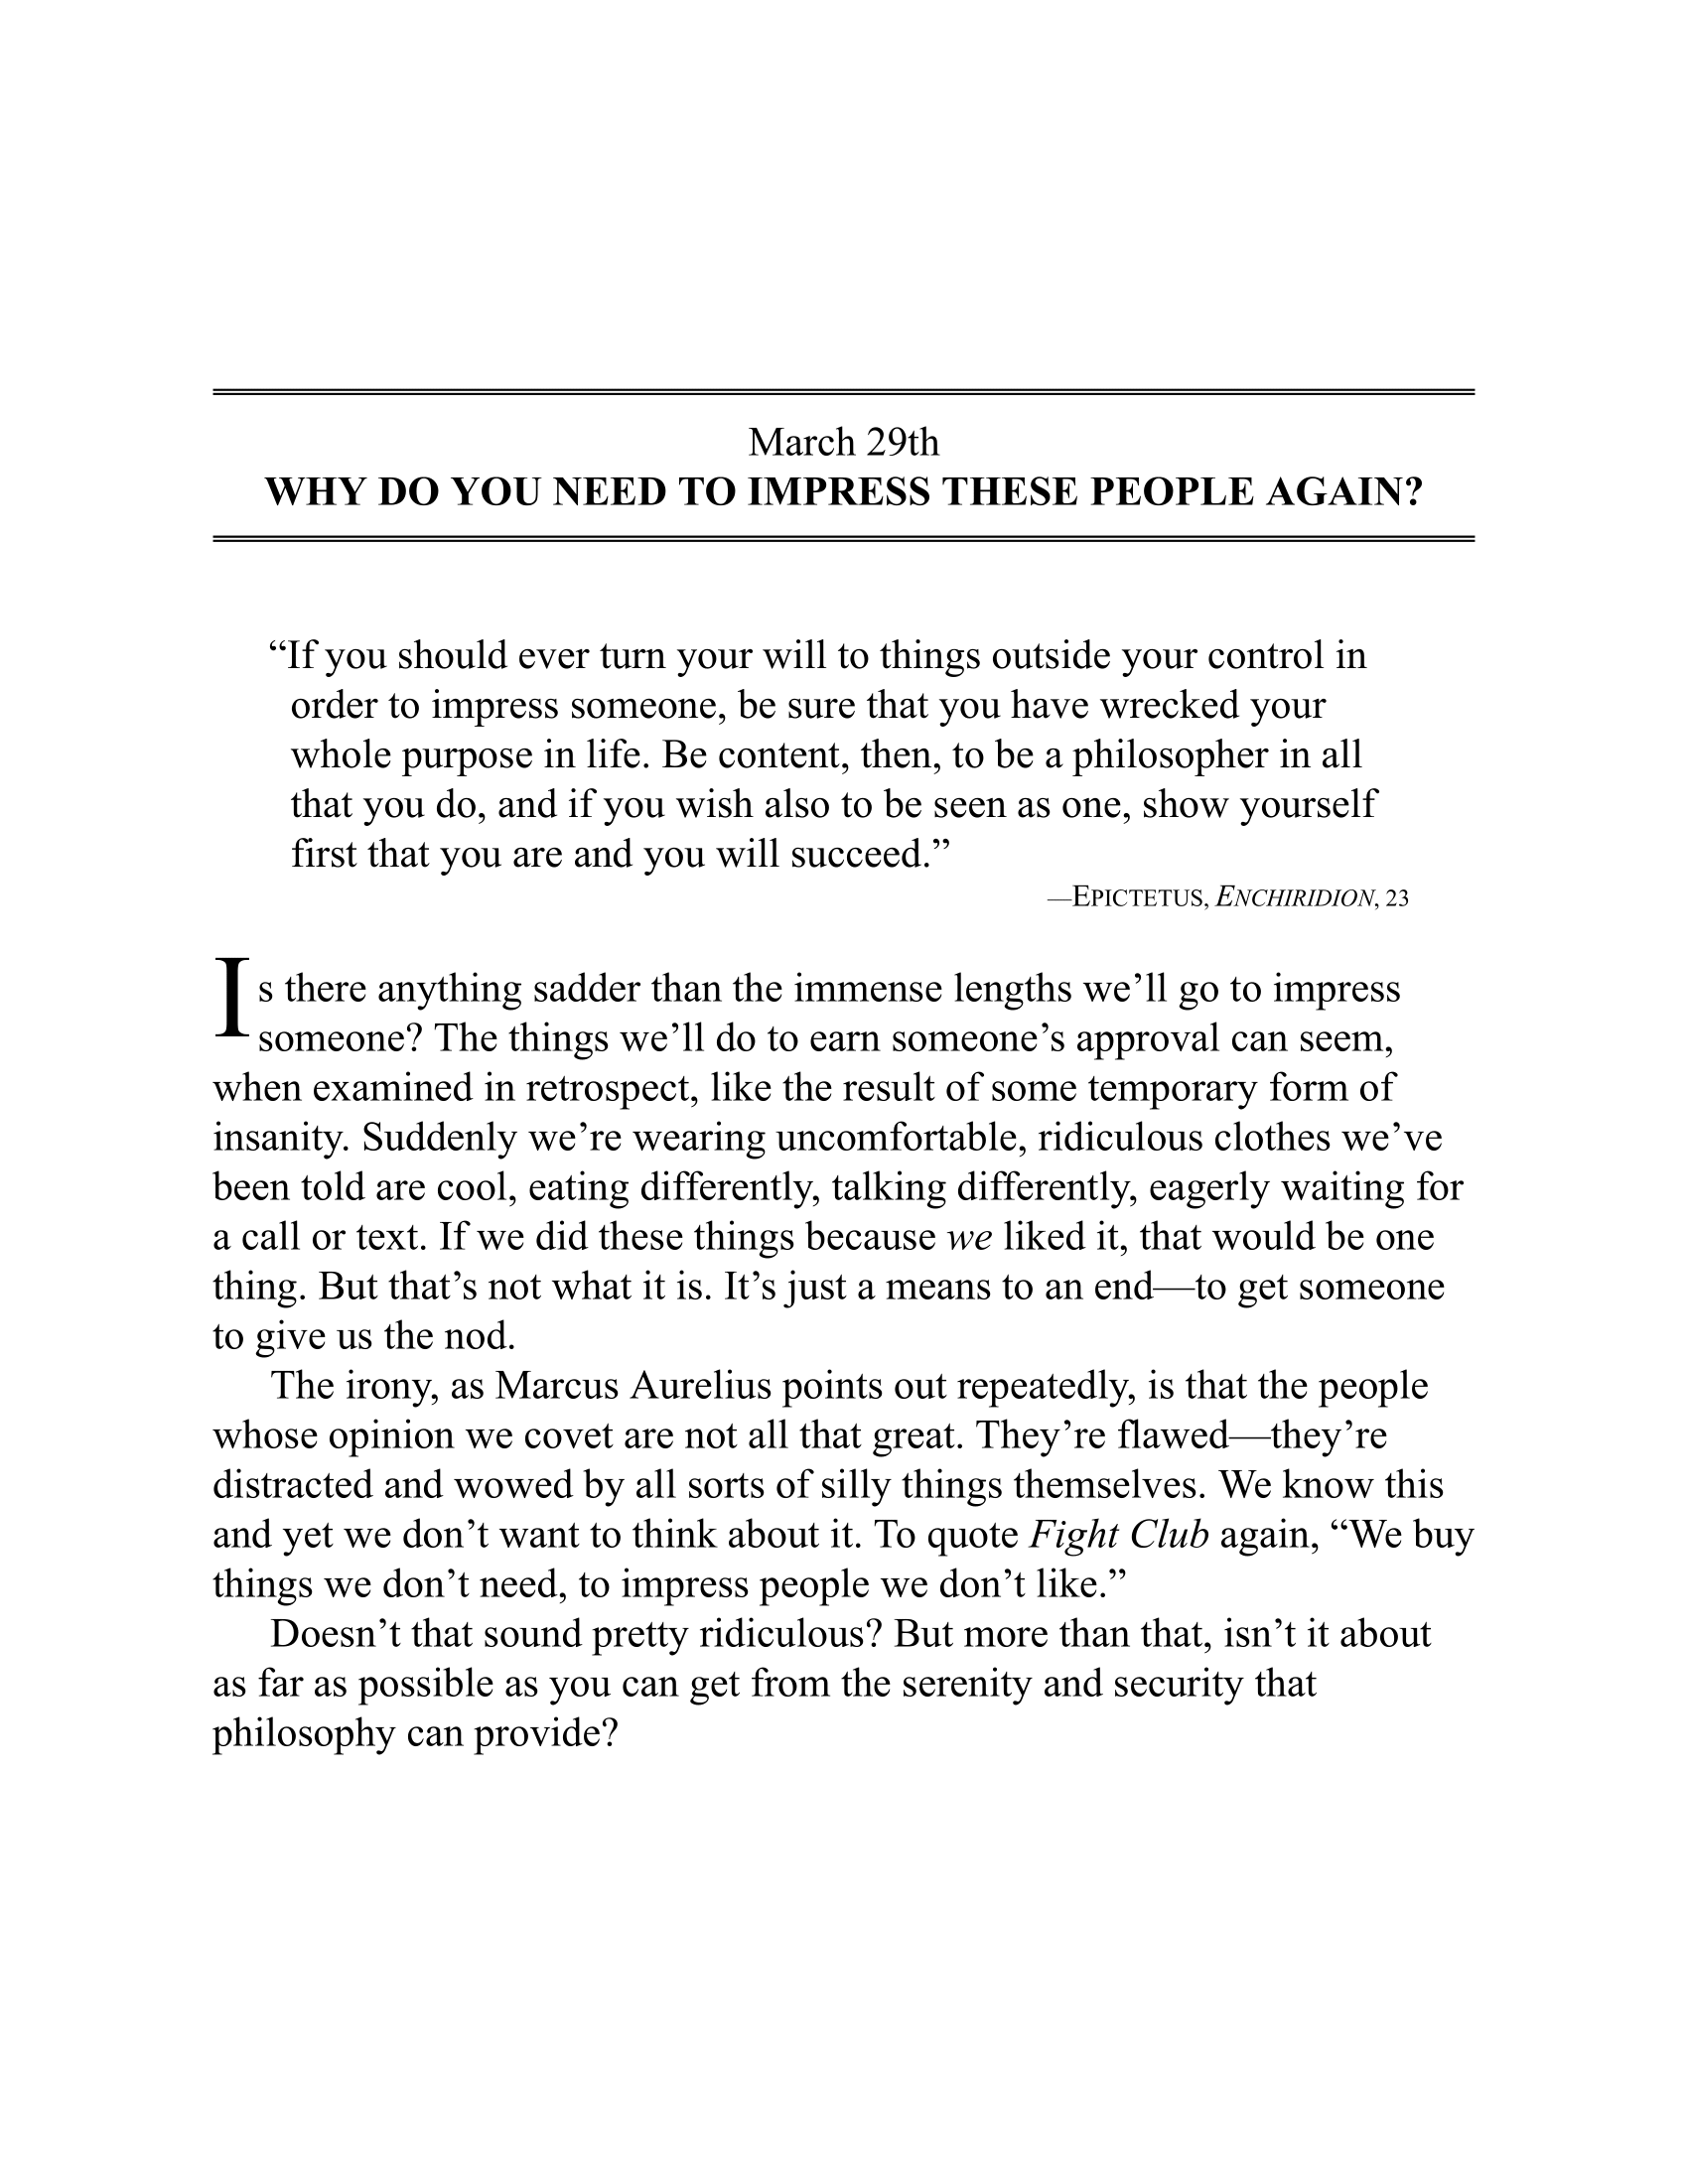 March 29th
WHY DO YOU NEED TO IMPRESS THESE PEOPLE AGAIN?
“If you should ever turn your will to things outside your control in
order to impress someone, be sure that you have wrecked your
whole purpose in life. Be content, then, to be a philosopher in all
that you do, and if you wish also to be seen as one, show yourself
first that you are and you will succeed.”
—EPICTETUS, ENCHIRIDION, 23
Is there anything sadder than the immense lengths we’ll go to impress
someone? The things we’ll do to earn someone’s approval can seem,
when examined in retrospect, like the result of some temporary form of
insanity. Suddenly we’re wearing uncomfortable, ridiculous clothes we’ve
been told are cool, eating differently, talking differently, eagerly waiting for
a call or text. If we did these things because we liked it, that would be one
thing. But that’s not what it is. It’s just a means to an end—to get someone
to give us the nod.
The irony, as Marcus Aurelius points out repeatedly, is that the people
whose opinion we covet are not all that great. They’re flawed—they’re
distracted and wowed by all sorts of silly things themselves. We know this
and yet we don’t want to think about it. To quote Fight Club again, “We buy
things we don’t need, to impress people we don’t like.”
Doesn’t that sound pretty ridiculous? But more than that, isn’t it about
as far as possible as you can get from the serenity and security that
philosophy can provide?